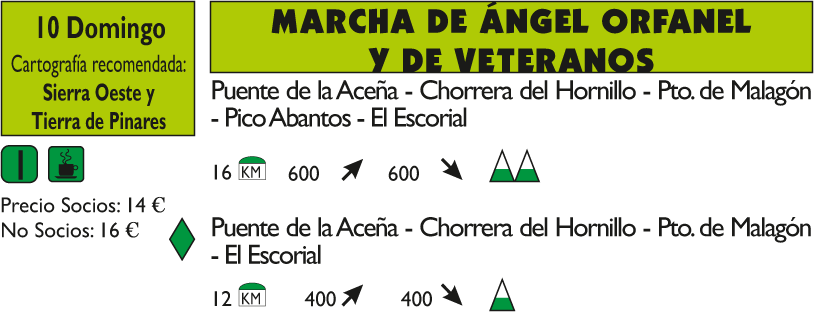 10 Domingo
Cartografía recomendada:
Sierra Oeste y
Tierra de Pinares
I
Precio Socios: 14 €
No Socios: 16 €
MARCHA DE ÁNGEL ORFANEL
Y DE VETERANOS
Puente de la Aceña - Chorrera del Hornillo - Pto. de Malagón
- Pico Abantos - El Escorial
16 KM 600 600
Puente de la Aceña - Chorrera del Hornillo - Pto. de Malagón
- El Escorial
12 KM 400 400